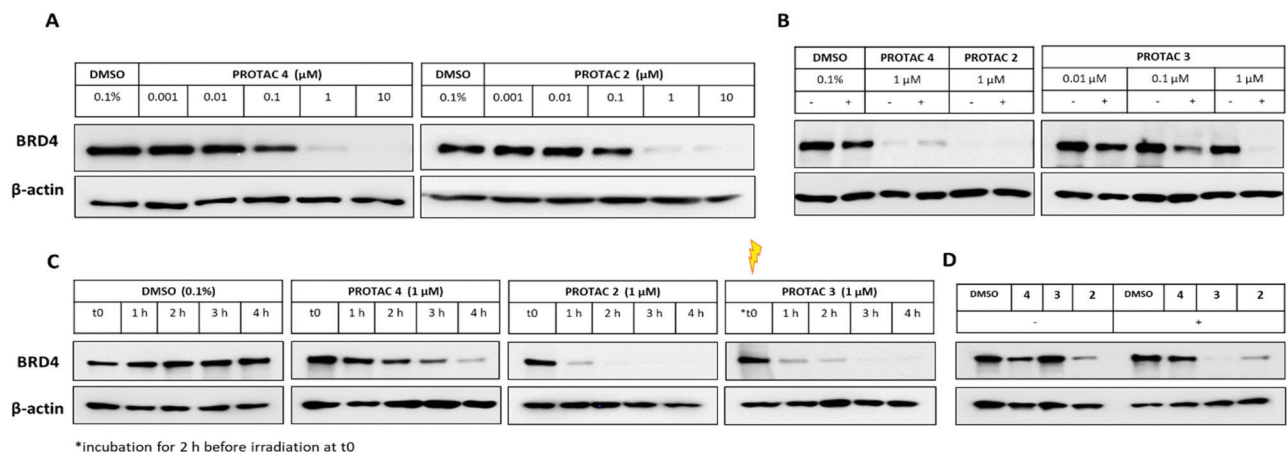 A
DMSO PROTAC 4 (μM) DMSO PROTAC 2 (μM)
0.1% 0.001 0.01 0.1 1 10 0.1% 0.001 0.01 0.1 1 10
BRD4
β-actin
B
DMSO PROTAC 4 PROTAC 2 PROTAC 3
0.1% 1 μM 1 μM 0.01 μM 0.1 μM 1 μM
- + - + - + - + - + - +
C
DMSO (0.1%) PROTAC 4 (1 μM) PROTAC 2 (1 μM) PROTAC 3 (1 μM)
t0 1 h 2 h 3 h 4 h t0 1 h 2 h 3 h 4 h t0 1 h 2 h 3 h 4 h *t0 1 h 2 h 3 h 4 h
BRD4
β-actin
*incubation for 2 h before irradiation at t0
D
DMSO 4 3 2 DMSO 4 3 2
- +